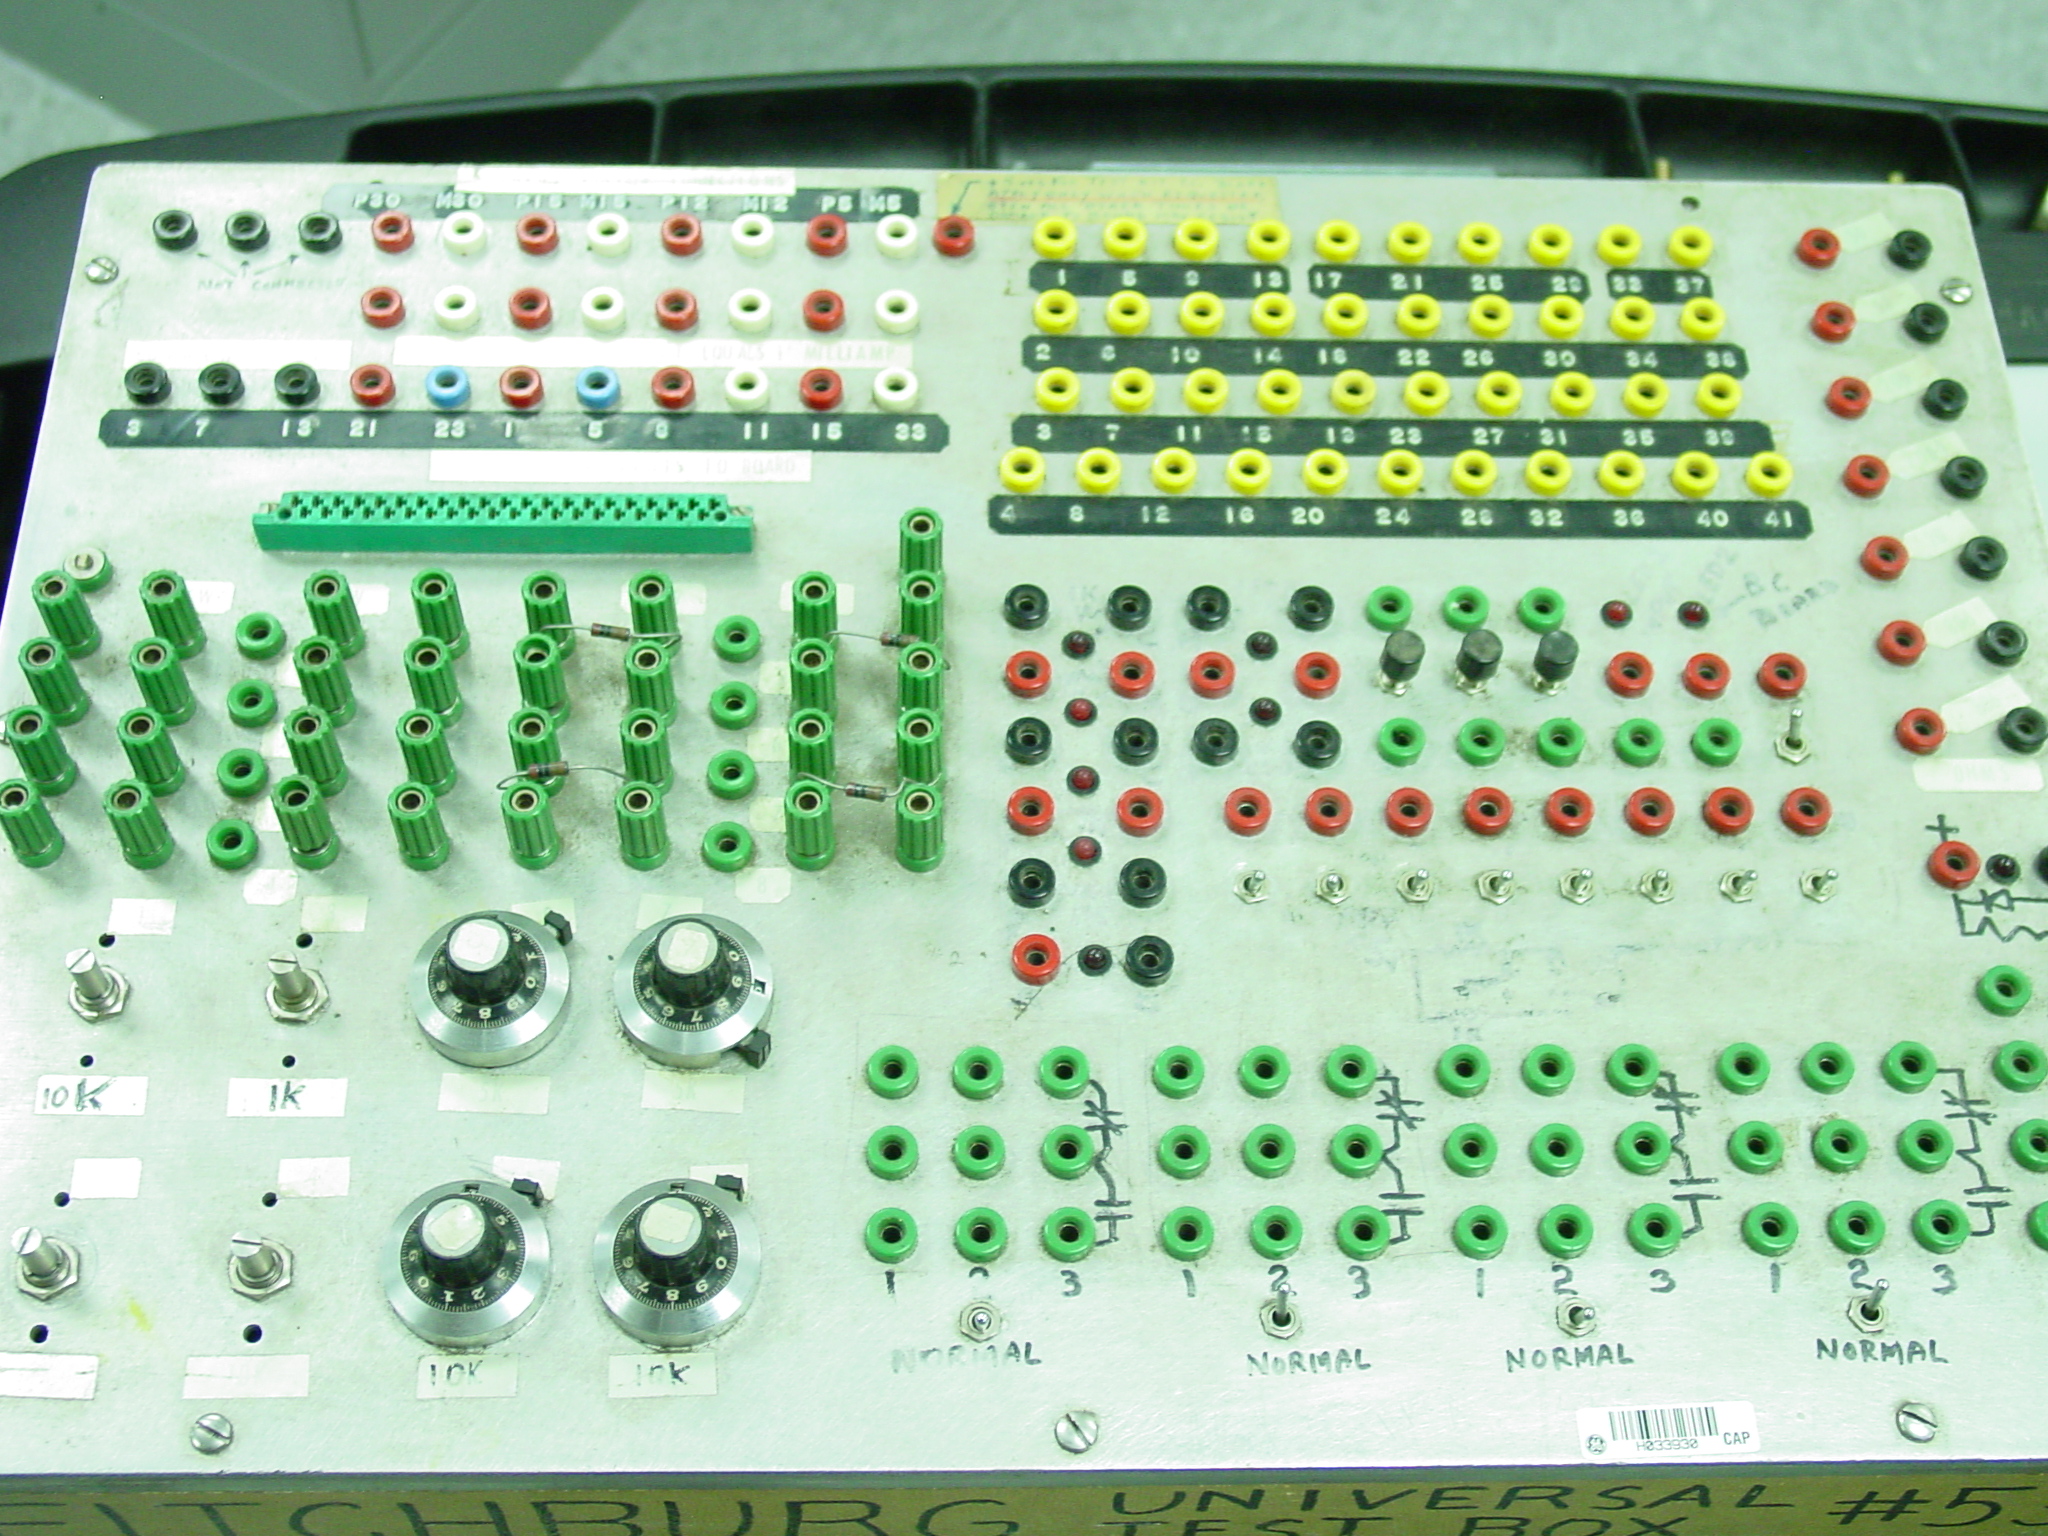 P30 M30 P15 M15 P12 M12 P5 M5
NOT CONNECTED
EQUALS 1 MILLIAMP
3 7 13 21 23 1 5 9 11 15 33
BOARD
1 5 9 13 17 21 25 29 33 37
2 6 10 14 18 22 26 30 34 38
3 7 11 15 19 23 27 31 35 39
4 8 12 16 20 24 28 32 36 40 41
BOARD
+
10K 1K
10K 10K
1 2 3 1 2 3 1 2 3 1 2 3
NORMAL NORMAL NORMAL NORMAL
H033930 CAP
FITCHBURG UNIVERSAL #53
TEST BOX